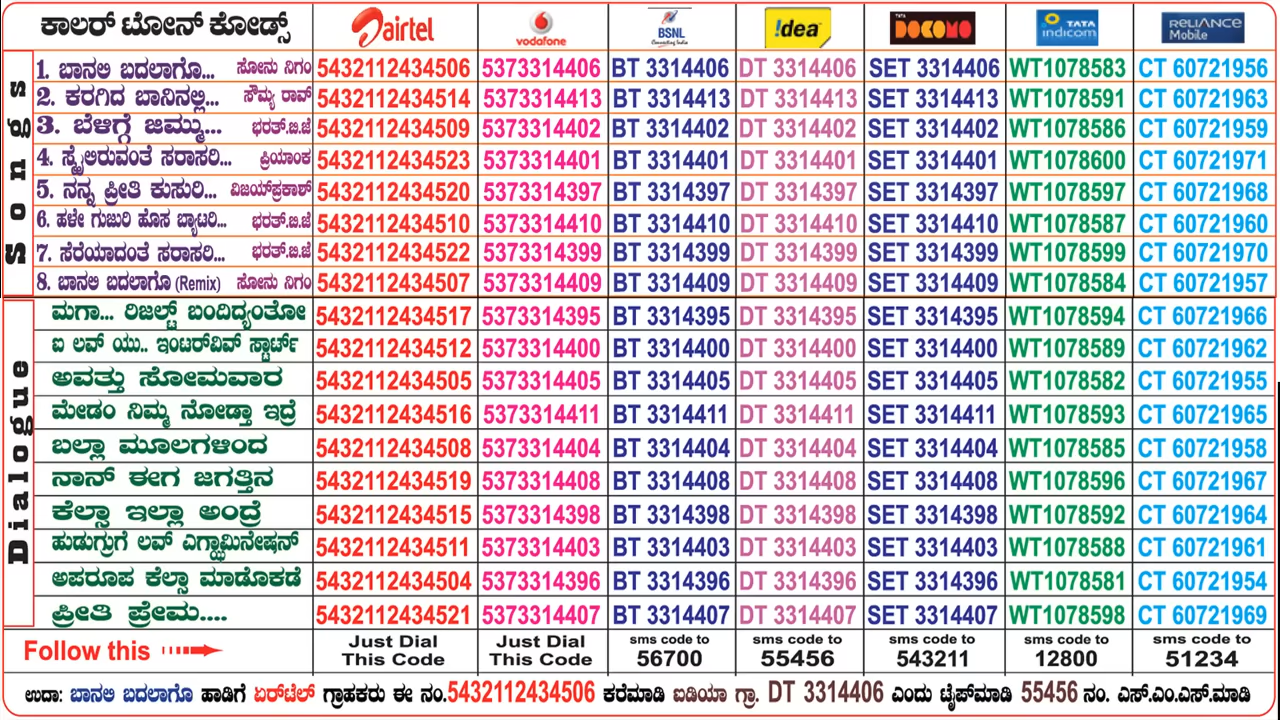 ಕಾಲರ್ ಟೋನ್ ಕೋಡ್ಸ್ airtel vodafone BSNL Connecting India !dea TATA DOCOMO TATA indicom RELIANCE Mobile
Songs
1. ಬಾನಲಿ ಬದಲಾಗೊ... ಸೋನು ನಿಗಂ 5432112434506 5373314406 BT 3314406 DT 3314406 SET 3314406 WT1078583 CT 60721956
2. ಕರಗಿದ ಬಾನಿನಲ್ಲಿ... ಸೌಮ್ಯ ರಾವ್ 5432112434514 5373314413 BT 3314413 DT 3314413 SET 3314413 WT1078591 CT 60721963
3. ಬೆಳಿಗ್ಗೆ ಜಿಮ್ಮು... ಭರತ್.ಬಿ.ಜೆ 5432112434509 5373314402 BT 3314402 DT 3314402 SET 3314402 WT1078586 CT 60721959
4. ಸ್ಟೈಲಿರುವಂತೆ ಸರಾಸರಿ... ಪ್ರಿಯಾಂಕ 5432112434523 5373314401 BT 3314401 DT 3314401 SET 3314401 WT1078600 CT 60721971
5. ನನ್ನ ಪ್ರೀತಿ ಕುಸುರಿ... ವಿಜಯ್‌ಪ್ರಕಾಶ್ 5432112434520 5373314397 BT 3314397 DT 3314397 SET 3314397 WT1078597 CT 60721968
6. ಹಳೇ ಗುಜುರಿ ಹೊಸ ಬ್ಯಾಟರಿ... ಭರತ್.ಬಿ.ಜೆ 5432112434510 5373314410 BT 3314410 DT 3314410 SET 3314410 WT1078587 CT 60721960
7. ಸೆರೆಯಾದಂತೆ ಸರಾಸರಿ... ಭರತ್.ಬಿ.ಜೆ 5432112434522 5373314399 BT 3314399 DT 3314399 SET 3314399 WT1078599 CT 60721970
8. ಬಾನಲಿ ಬದಲಾಗೊ (Remix) ಸೋನು ನಿಗಂ 5432112434507 5373314409 BT 3314409 DT 3314409 SET 3314409 WT1078584 CT 60721957
Dialogue
ಮಗಾ... ರಿಜಲ್ಟ್ ಬಂದಿದ್ಯಂತೋ 5432112434517 5373314395 BT 3314395 DT 3314395 SET 3314395 WT1078594 CT 60721966
ಐ ಲವ್ ಯು.. ಇಂಟರ್‌ವಿವ್ ಸ್ಟಾರ್ಟ್ 5432112434512 5373314400 BT 3314400 DT 3314400 SET 3314400 WT1078589 CT 60721962
ಅವತ್ತು ಸೋಮವಾರ 5432112434505 5373314405 BT 3314405 DT 3314405 SET 3314405 WT1078582 CT 60721955
ಮೇಡಂ ನಿಮ್ಮ ನೋಡ್ತಾ ಇದ್ರೆ 5432112434516 5373314411 BT 3314411 DT 3314411 SET 3314411 WT1078593 CT 60721965
ಬಲ್ಲಾ ಮೂಲಗಳಿಂದ 5432112434508 5373314404 BT 3314404 DT 3314404 SET 3314404 WT1078585 CT 60721958
ನಾನ್ ಈಗ ಜಗತ್ತಿನ 5432112434519 5373314408 BT 3314408 DT 3314408 SET 3314408 WT1078596 CT 60721967
ಕೆಲ್ಸಾ ಇಲ್ಲಾ ಅಂದ್ರೆ 5432112434515 5373314398 BT 3314398 DT 3314398 SET 3314398 WT1078592 CT 60721964
ಹುಡುಗ್ರುಗೆ ಲವ್ ಎಗ್ಝಾಮಿನೇಷನ್ 5432112434511 5373314403 BT 3314403 DT 3314403 SET 3314403 WT1078588 CT 60721961
ಅಪರೂಪ ಕೆಲ್ಸಾ ಮಾಡೊಕಡೆ 5432112434504 5373314396 BT 3314396 DT 3314396 SET 3314396 WT1078581 CT 60721954
ಪ್ರೀತಿ ಪ್ರೇಮ.... 5432112434521 5373314407 BT 3314407 DT 3314407 SET 3314407 WT1078598 CT 60721969
Follow this Just Dial This Code Just Dial This Code sms code to 56700 sms code to 55456 sms code to 543211 sms code to 12800 sms code to 51234
ಉದಾ: ಬಾನಲಿ ಬದಲಾಗೊ ಹಾಡಿಗೆ ಏರ್‌ಟೆಲ್ ಗ್ರಾಹಕರು ಈ ನಂ.5432112434506 ಕರೆಮಾಡಿ ಐಡಿಯಾ ಗ್ರಾ. DT 3314406 ಎಂದು ಟೈಪ್‌ಮಾಡಿ 55456 ನಂ. ಎಸ್.ಎಂ.ಎಸ್.ಮಾಡಿ